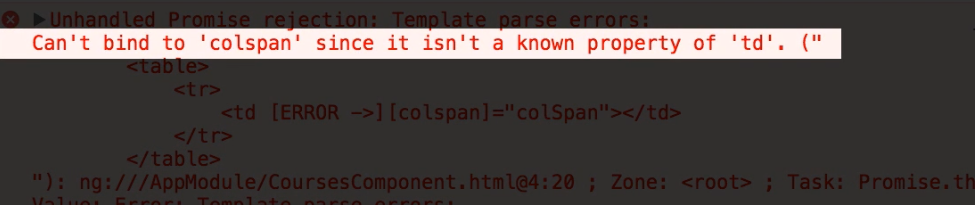 Unhandled Promise rejection: Template parse errors:
Can't bind to 'colspan' since it isn't a known property of 'td'. ("
<table>
<tr>
<td [ERROR ->][colspan]="colSpan"></td>
</tr>
</table>
"): ng:///AppModule/CoursesComponent.html@4:20 ; Zone: <root> ; Task: Promise.th
Value: Error: Template parse errors: